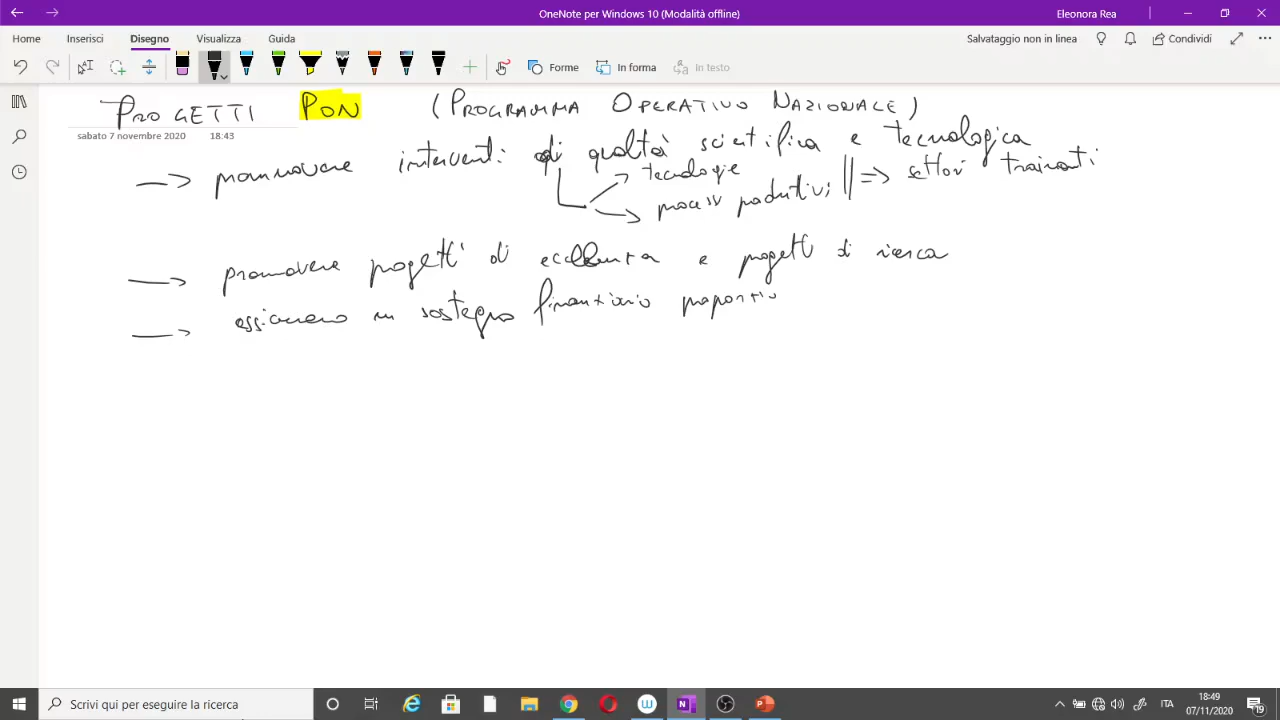 OneNote per Windows 10 (Modalità offline)
Eleonora Rea
Home Inserisci Disegno Visualizza Guida
Salvataggio non in linea
Condividi
Forme
In forma
In testo
PROGETTI PON (PROGRAMMA OPERATIVO NAZIONALE)
sabato 7 novembre 2020 18:43
→ promuovere interventi di qualità scientifica e tecnologica
→ tecnologie
→ processi produttivi
⇒ settori trainanti
→ promuovere progetti di eccellenza e progetti di ricerca
→ assicurano un sostegno finanziario proportio
Scrivi qui per eseguire la ricerca
ITA
18:49
07/11/2020
19